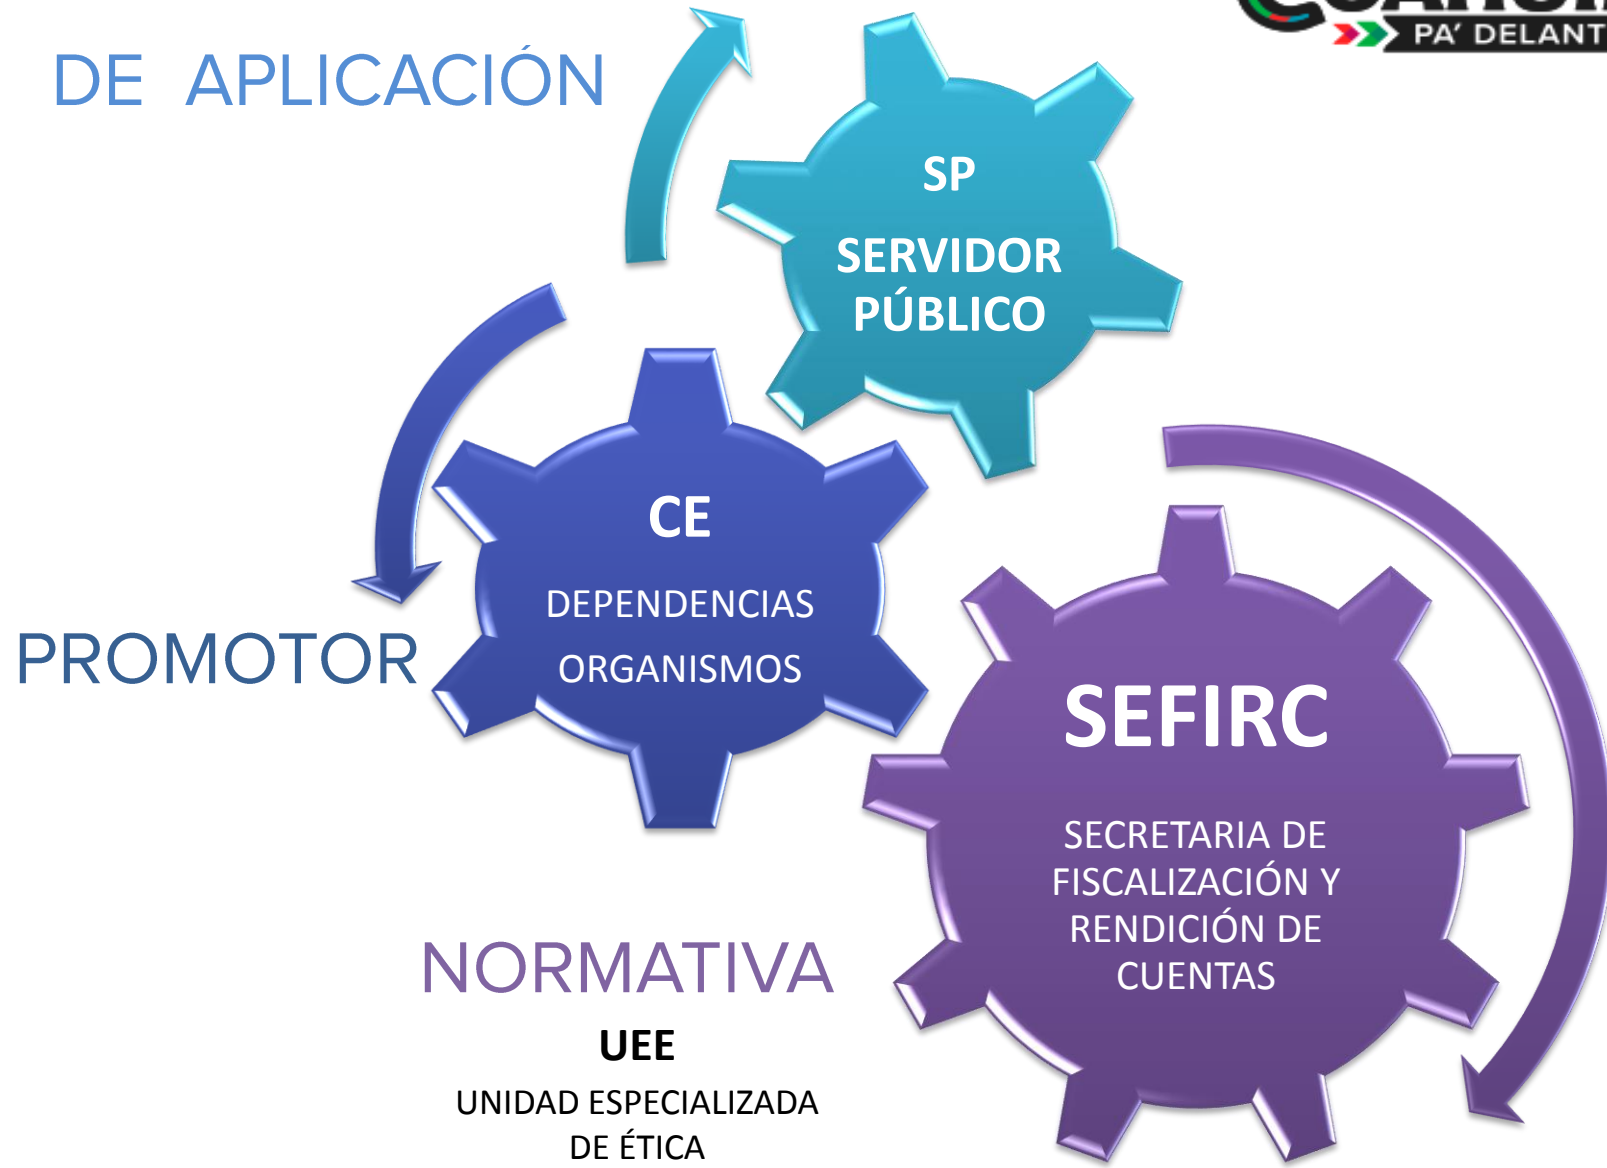 PA' DELANT
DE APLICACIÓN
SP
SERVIDOR
PÚBLICO
CE
DEPENDENCIAS
ORGANISMOS
PROMOTOR
SEFIRC
SECRETARIA DE
FISCALIZACIÓN Y
RENDICIÓN DE
CUENTAS
NORMATIVA
UEE
UNIDAD ESPECIALIZADA
DE ÉTICA